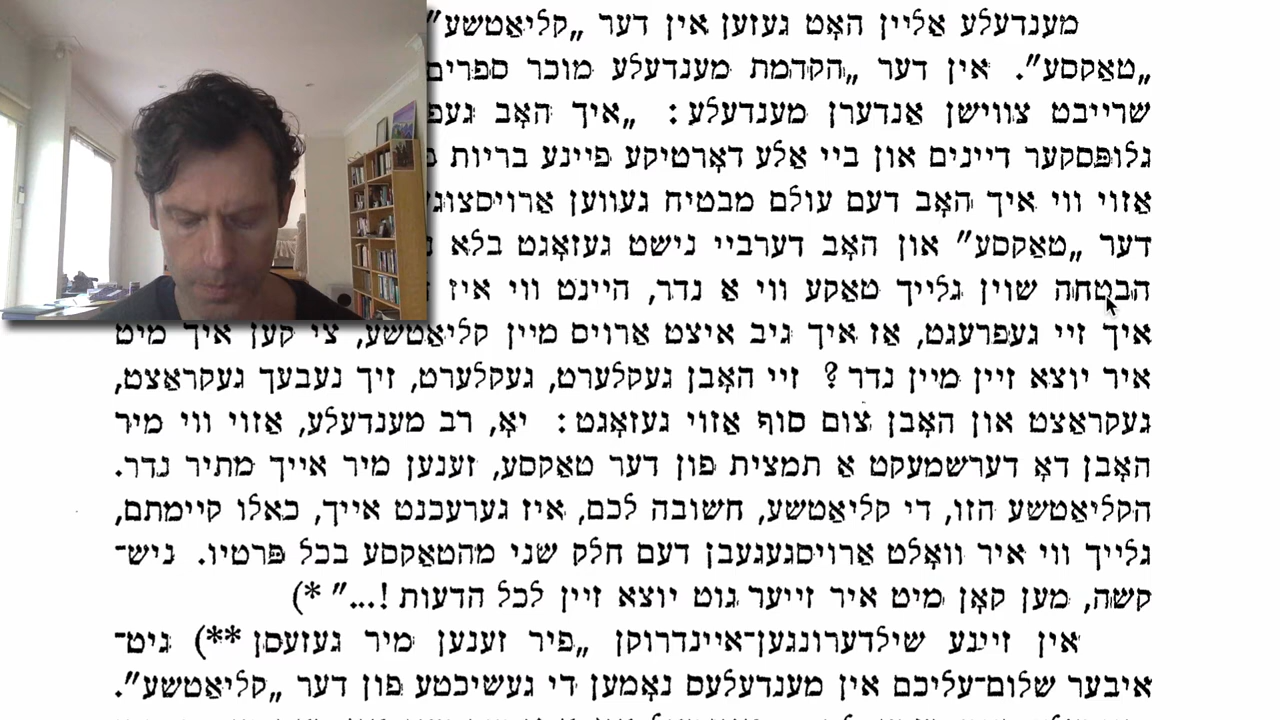 מענדעלע אַליין האָט געזען אין דער „קליאַטשע"
„טאַקסע". אין דער „הקדמת מענדעלע מוכר ספרים
שרייבט צווישן אַנדערן מענדעלע: „איך האָב
גלופּסקער דיינים און ביי אַלע דאָרטיקע פיינע בריות
אַזוי ווי איך האָב דעם עולם מבטיח געווען
דער „טאַקסע" און האָב דערביי נישט געזאָגט בלא
הבטחה שוין גלייך טאַקע ווי אַ נדר, היינט ווי איז
איך זיי געפרעגט, אַז איך גיב איצט אַרויס מיין קליאַטשע, צי קען איך מיט
איר יוצא זיין מיין נדר? זיי האָבן געקלערט, געקלערט, זיך נעבעך געקראַצט,
געקראַצט און האָבן צום סוף אַזוי געזאָגט: יאָ, רב מענדעלע, אַזוי ווי מיר
האָבן דאָ דערשמעקט אַ תמצית פון דער טאַקסע, זענען מיר אייך מתיר נדר.
הקליאַטשע הזו, די קליאַטשע, חשובה לכם, איז גערעכנט אייך, כאלו קיימתם,
גלייך ווי איר וואָלט אַרויסגעגעבן דעם חלק שני מהטאַקסע בכל פּרטיו. ניש־
קשה, מען קאָן מיט איר זייער גוט יוצא זיין לכל הדעות!..." *)
אין זיינע שילדערונגען־איינדרוקן „פיר זענען מיר געזעסן **) גיט־
איבער שלום־עליכם אין מענדעלעס נאָמען די געשיכטע פון דער „קליאַטשע".